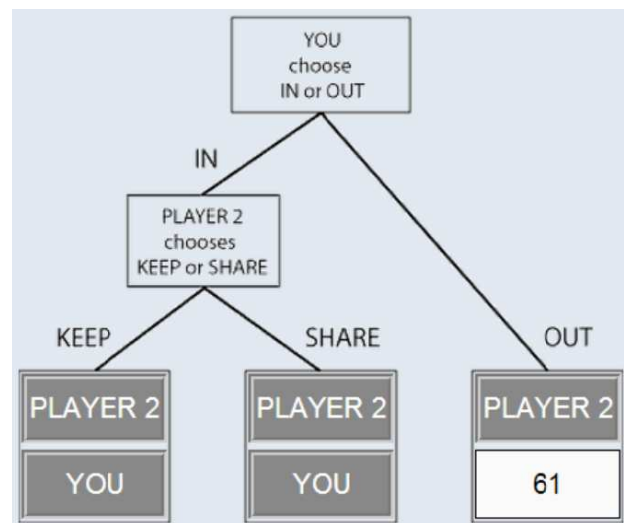 YOU
choose
IN or OUT
IN
PLAYER 2
chooses
KEEP or SHARE
KEEP
SHARE
OUT
PLAYER 2
PLAYER 2
PLAYER 2
YOU
YOU
61